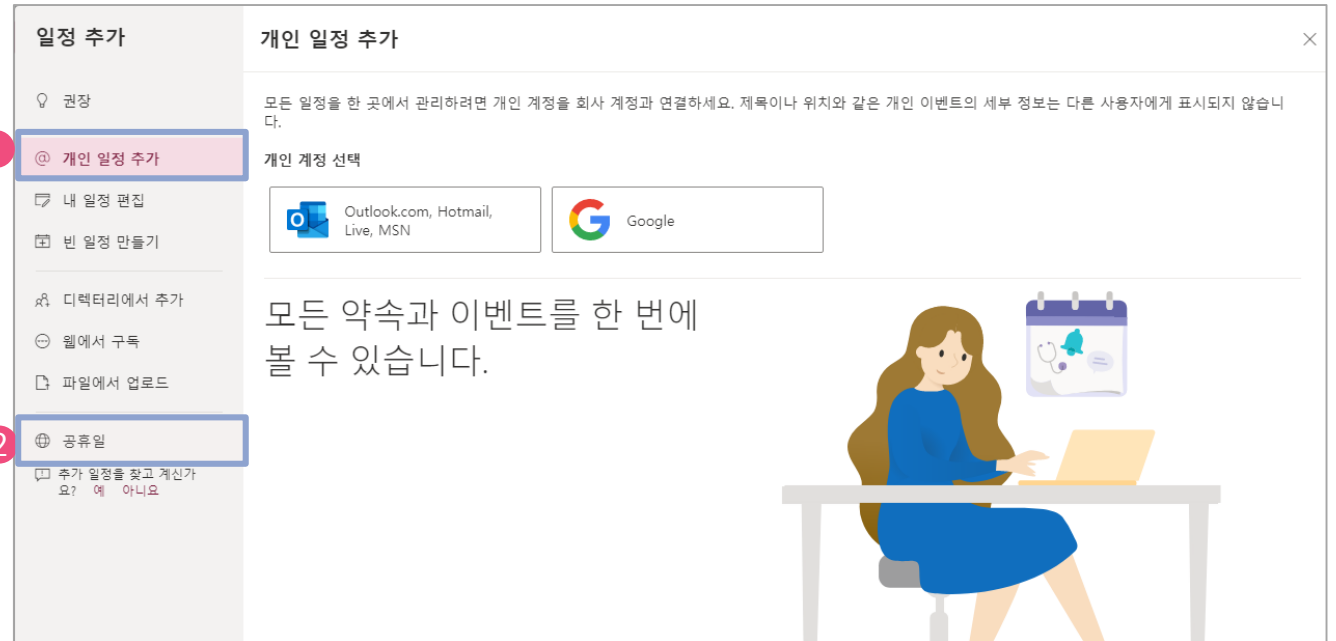 일정 추가
개인 일정 추가
권장
@ 개인 일정 추가
내 일정 편집
빈 일정 만들기
디렉터리에서 추가
웹에서 구독
파일에서 업로드
2
공휴일
추가 일정을 찾고 계신가
요? 예 아니요
모든 일정을 한 곳에서 관리하려면 개인 계정을 회사 계정과 연결하세요. 제목이나 위치와 같은 개인 이벤트의 세부 정보는 다른 사용자에게 표시되지 않습니
다.
개인 계정 선택
Outlook.com, Hotmail,
Live, MSN
Google
모든 약속과 이벤트를 한 번에
볼 수 있습니다.